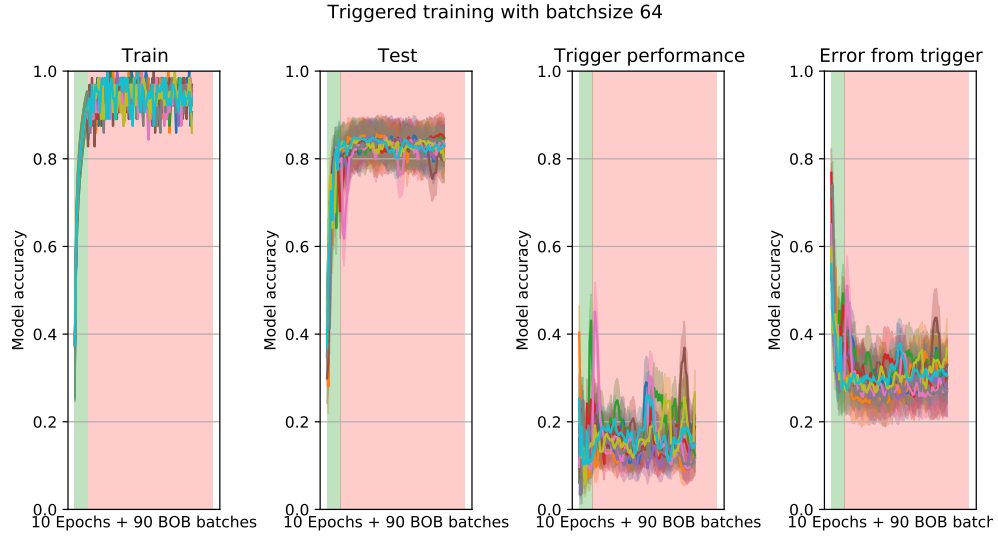 Triggered training with batchsize 64
Train
Test
Trigger performance
Error from trigger
Model accuracy
1.0
0.8
0.6
0.4
0.2
0.0
10 Epochs + 90 BOB batches
Model accuracy
1.0
0.8
0.6
0.4
0.2
0.0
10 Epochs + 90 BOB batches
Model accuracy
1.0
0.8
0.6
0.4
0.2
0.0
10 Epochs + 90 BOB batches
Model accuracy
1.0
0.8
0.6
0.4
0.2
0.0
10 Epochs + 90 BOB batc